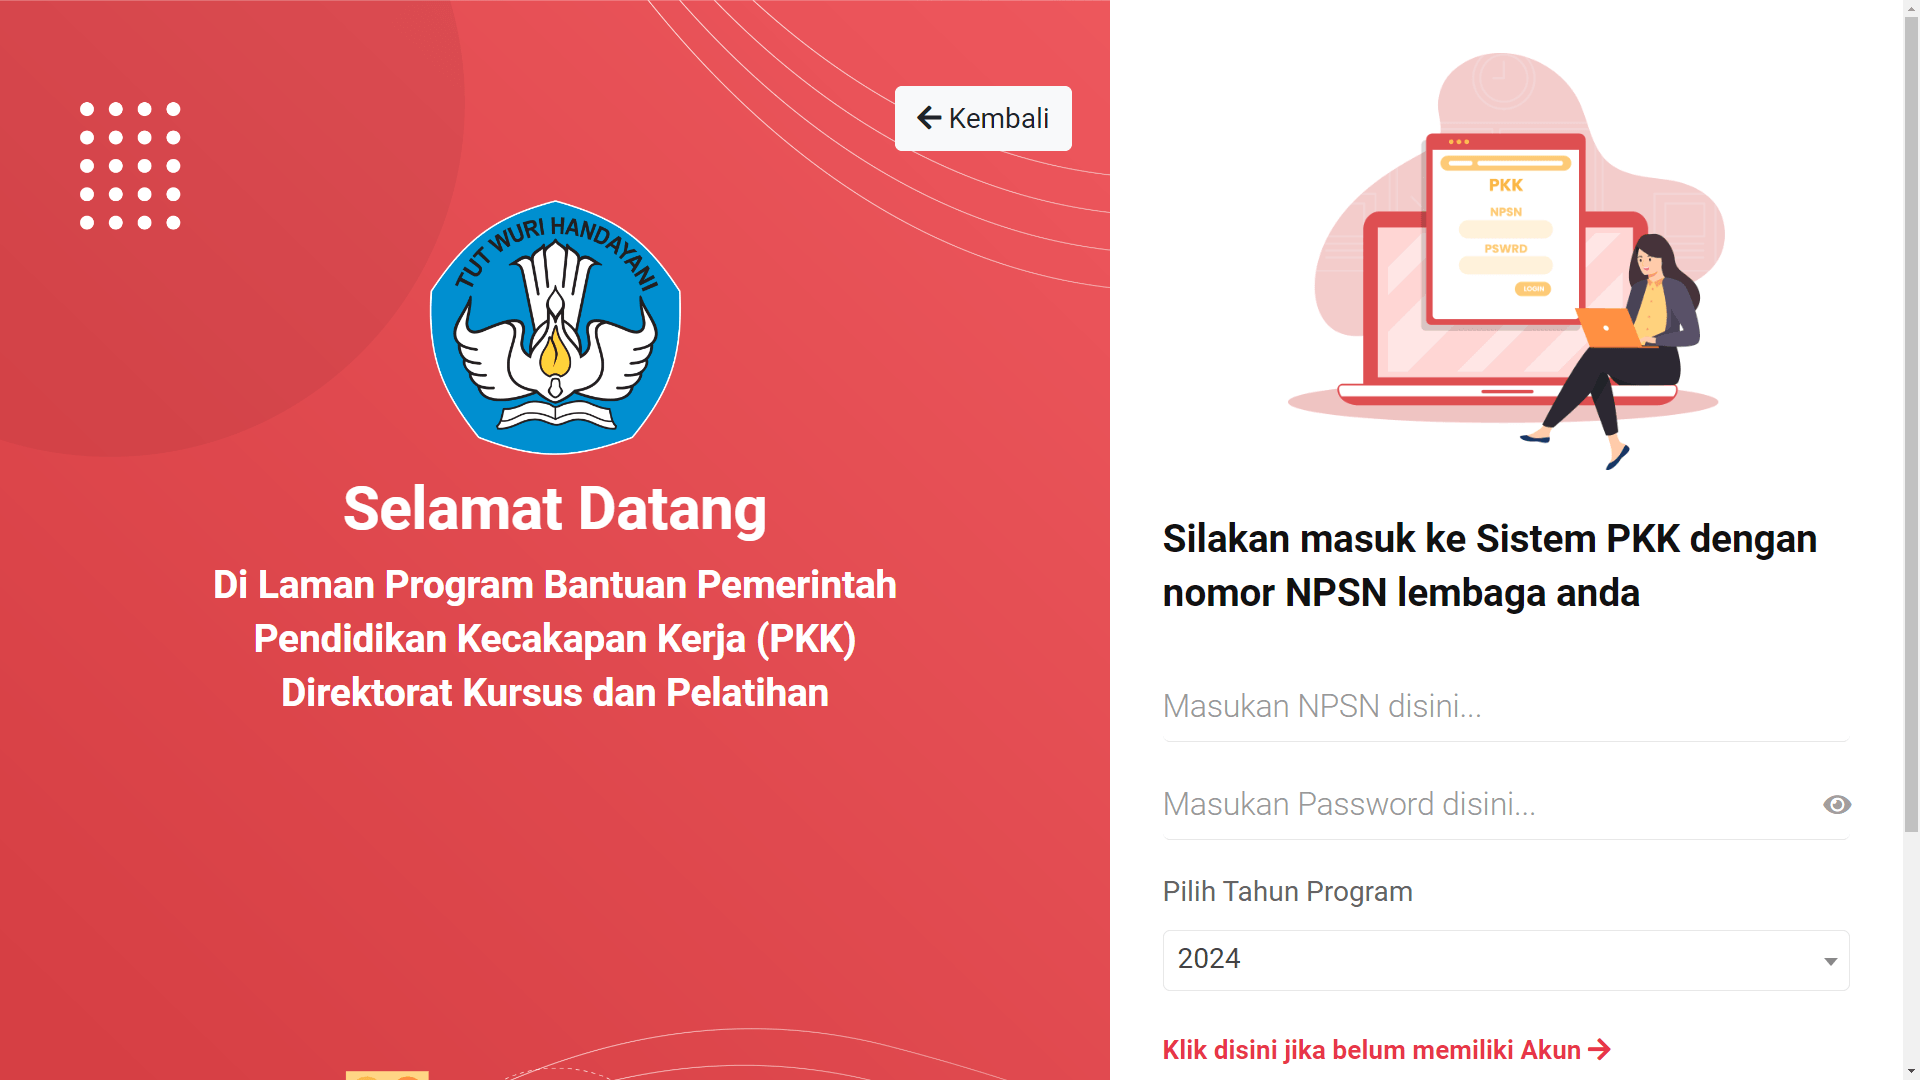 Kembali
TUT WURI HANDAYANI
Selamat Datang
Di Laman Program Bantuan Pemerintah
Pendidikan Kecakapan Kerja (PKK)
Direktorat Kursus dan Pelatihan
PKK
NPSN
PSWRD
LOGIN
Silakan masuk ke Sistem PKK dengan
nomor NPSN lembaga anda
Masukan NPSN disini...
Masukan Password disini...
Pilih Tahun Program
2024
Klik disini jika belum memiliki Akun